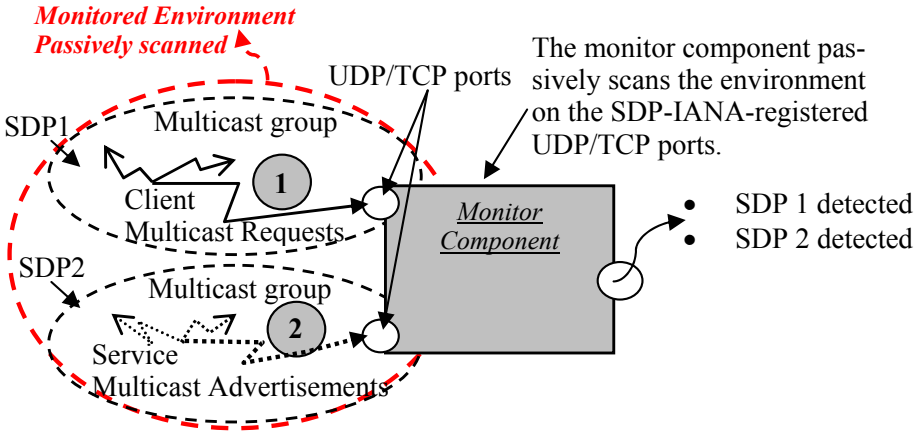 Monitored Environment
Passively scanned
UDP/TCP ports
The monitor component pas-
sively scans the environment
on the SDP-IANA-registered
UDP/TCP ports.
SDP1
Multicast group
1
Client
Multicast Requests
Monitor
Component
• SDP 1 detected
• SDP 2 detected
SDP2
Multicast group
2
Service
Multicast Advertisements